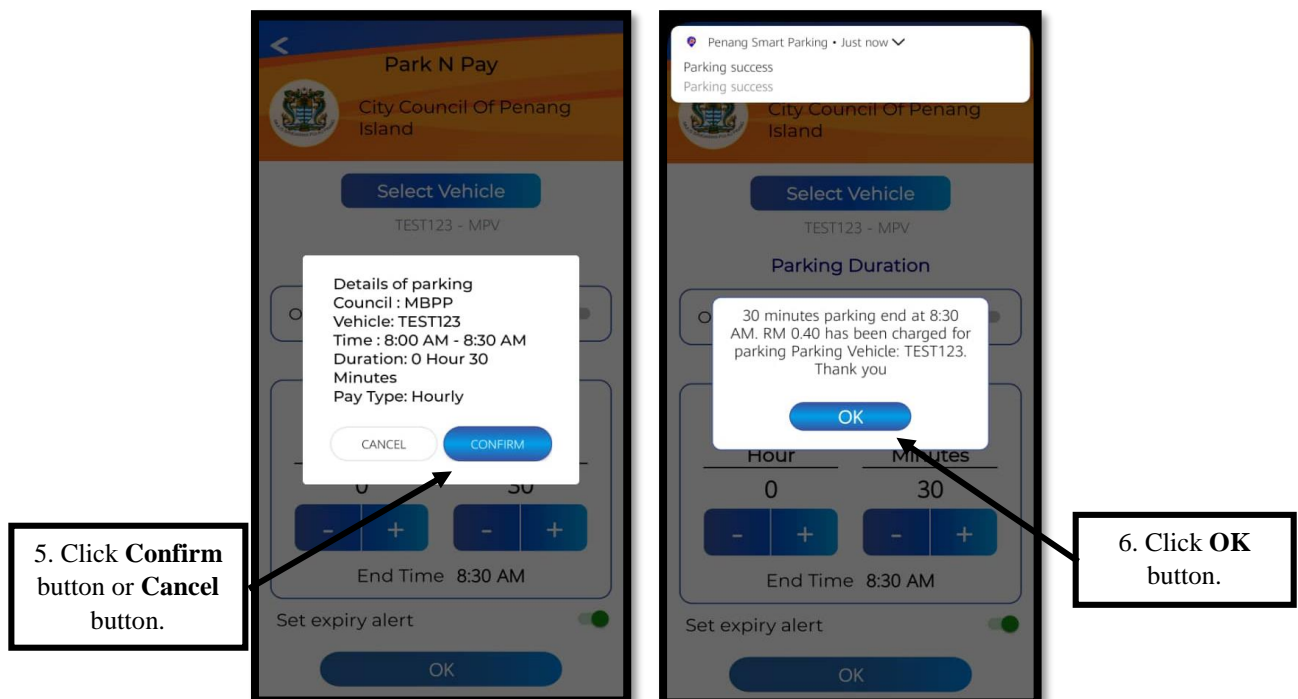 Park N Pay
City Council Of Penang
Island
Select Vehicle
TEST123 - MPV
O
Details of parking
Council : MBPP
Vehicle: TEST123
Time : 8:00 AM - 8:30 AM
Duration: 0 Hour 30
Minutes
Pay Type: Hourly
CANCEL
CONFIRM
0
30
- +
- +
End Time 8:30 AM
Set expiry alert
OK
5. Click Confirm
button or Cancel
button.
Penang Smart Parking • Just now
Parking success
Parking success
City Council Of Penang
Island
Select Vehicle
TEST123 - MPV
Parking Duration
O
30 minutes parking end at 8:30
AM. RM 0.40 has been charged for
parking Parking Vehicle: TEST123.
Thank you
OK
Hour
Minutes
0
30
- +
- +
End Time 8:30 AM
Set expiry alert
OK
6. Click OK
button.